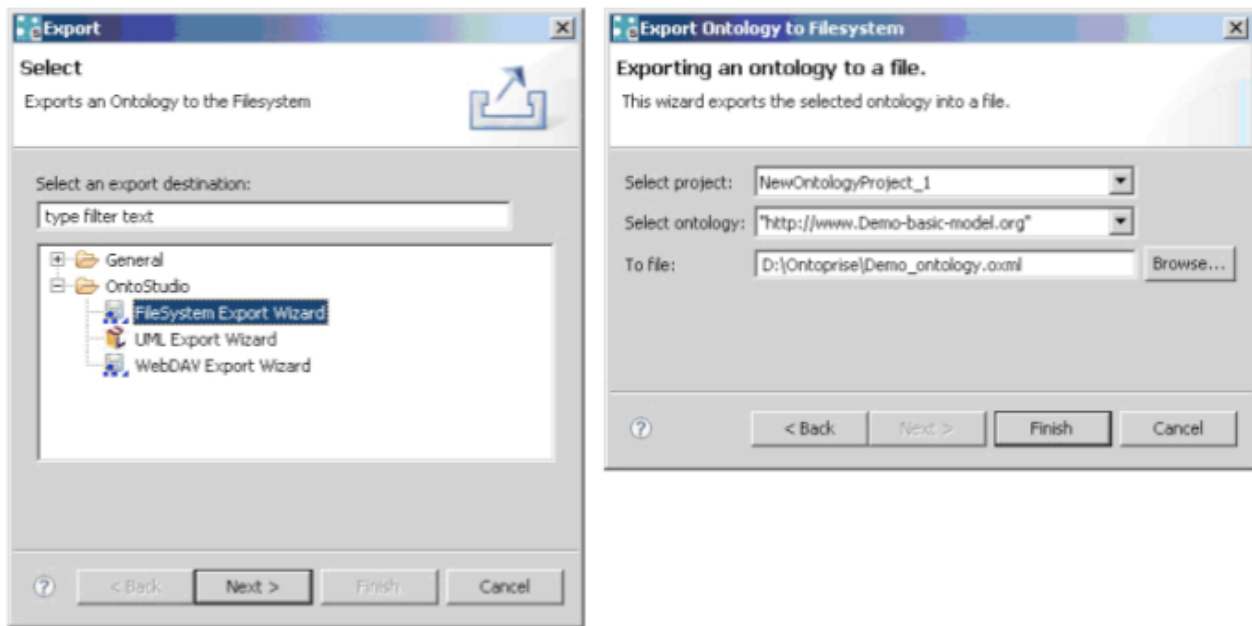 Export
Select
Exports an Ontology to the Filesystem
Select an export destination:
type filter text
General
OntoStudio
FileSystem Export Wizard
UML Export Wizard
WebDAV Export Wizard
? < Back Next > Finish Cancel
Export Ontology to Filesystem
Exporting an ontology to a file.
This wizard exports the selected ontology into a file.
Select project: NewOntologyProject_1
Select ontology: "http://www.Demo-basic-model.org"
To file: D:\Ontoprise\Demo_ontology.oxml Browse...
? < Back Next > Finish Cancel